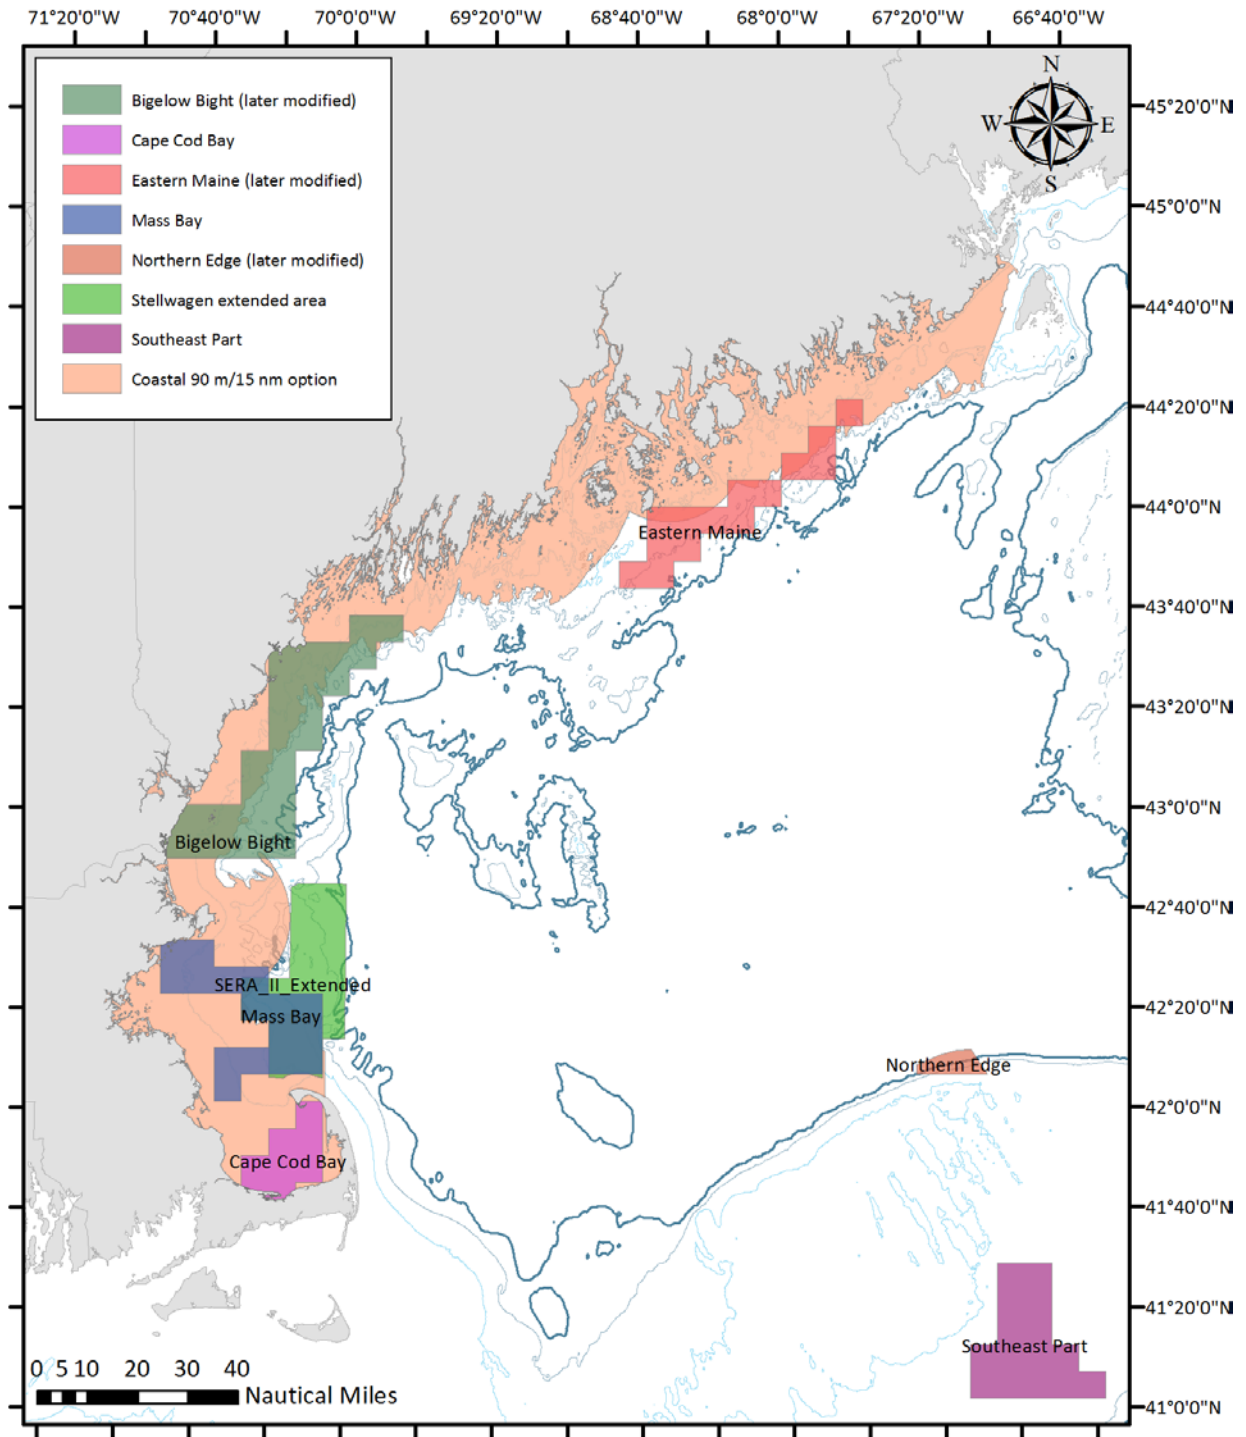 71°20'0"W 70°40'0"W 70°0'0"W 69°20'0"W 68°40'0"W 68°0'0"W 67°20'0"W 66°40'0"W
Bigelow Bight (later modified)
Cape Cod Bay
Eastern Maine (later modified)
Mass Bay
Northern Edge (later modified)
Stellwagen extended area
Southeast Part
Coastal 90 m/15 nm option
N
W E
S
45°20'0"N
45°0'0"N
44°40'0"N
44°20'0"N
44°0'0"N
Eastern Maine
43°40'0"N
43°20'0"N
43°0'0"N
Bigelow Bight
42°40'0"N
SERA_II_Extended
42°20'0"N
Mass Bay
Northern Edge
42°0'0"N
Cape Cod Bay
41°40'0"N
41°20'0"N
Southeast Part
0 5 10 20 30 40
Nautical Miles
41°0'0"N